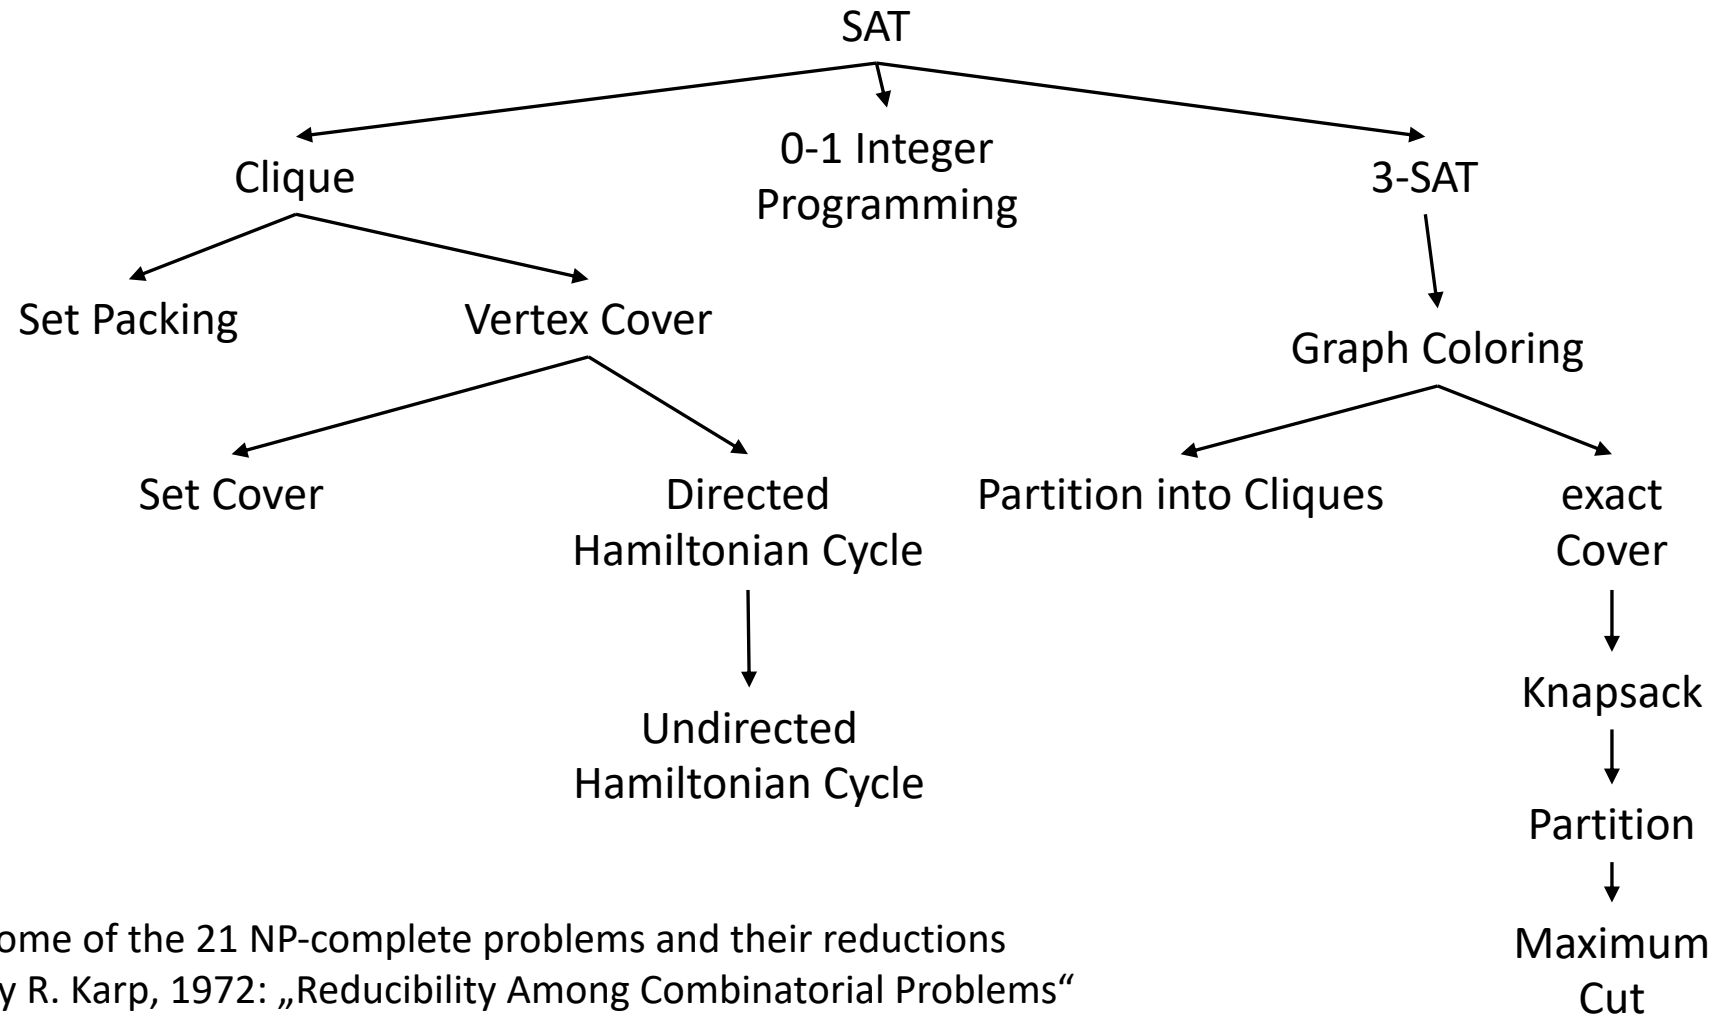 SAT
Clique
0-1 Integer
Programming
3-SAT
Set Packing
Vertex Cover
Graph Coloring
Set Cover
Directed
Hamiltonian Cycle
Partition into Cliques
exact
Cover
Undirected
Hamiltonian Cycle
Knapsack
Partition
Maximum
Cut
ome of the 21 NP-complete problems and their reductions
y R. Karp, 1972: „Reducibility Among Combinatorial Problems“